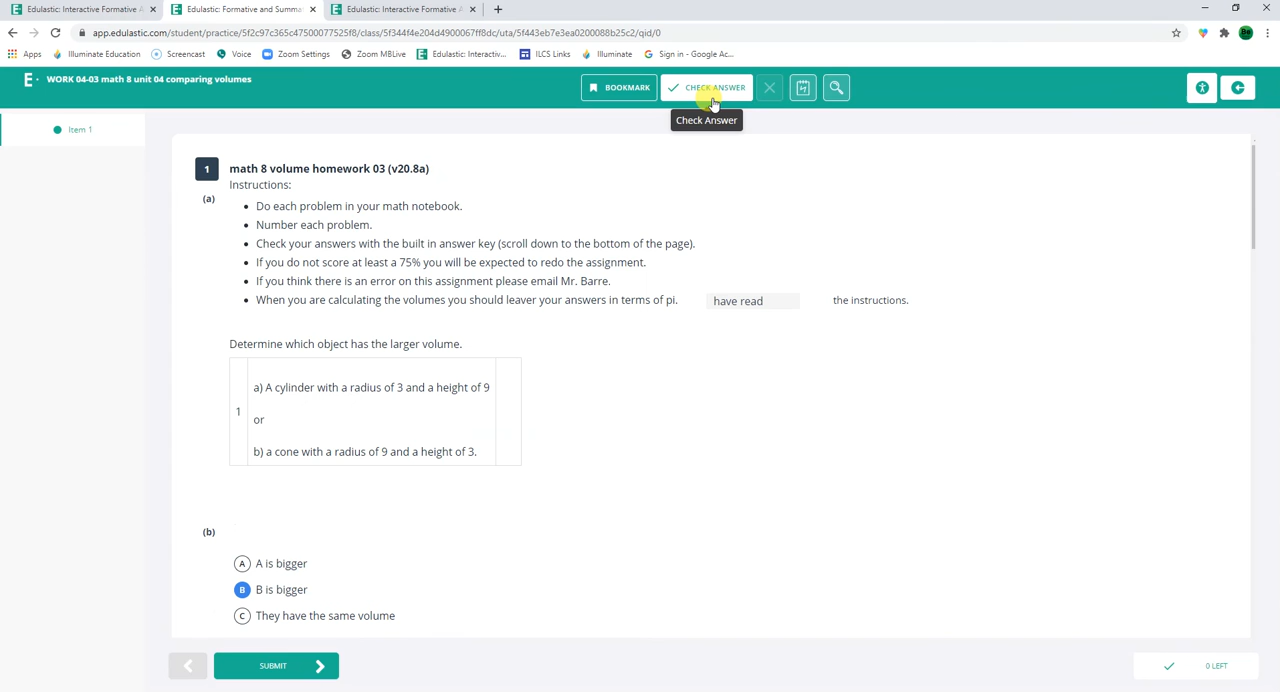 Edulastic: Interactive Formative A
Edulastic: Formative and Summa
Edulastic: Interactive Formative A
app.edulastic.com/student/practice/5f2c97c365c47500077525f8/class/5f344f4e204d4900067ff8dc/uta/5f443eb7e3ea0200088b25c2/qid/0
Apps Illuminate Education Screencast Voice Zoom Settings Zoom MBLive Edulastic: Interactiv... ILCS Links Illuminate Sign in - Google Ac...
E WORK 04-03 math 8 unit 04 comparing volumes
BOOKMARK CHECK ANSWER
Check Answer
Item 1
1 math 8 volume homework 03 (v20.8a)
Instructions:
(a)
• Do each problem in your math notebook.
• Number each problem.
• Check your answers with the built in answer key (scroll down to the bottom of the page).
• If you do not score at least a 75% you will be expected to redo the assignment.
• If you think there is an error on this assignment please email Mr. Barre.
• When you are calculating the volumes you should leaver your answers in terms of pi. have read the instructions.
Determine which object has the larger volume.
a) A cylinder with a radius of 3 and a height of 9
1
or
b) a cone with a radius of 9 and a height of 3.
(b)
A A is bigger
B B is bigger
C They have the same volume
SUBMIT
0 LEFT